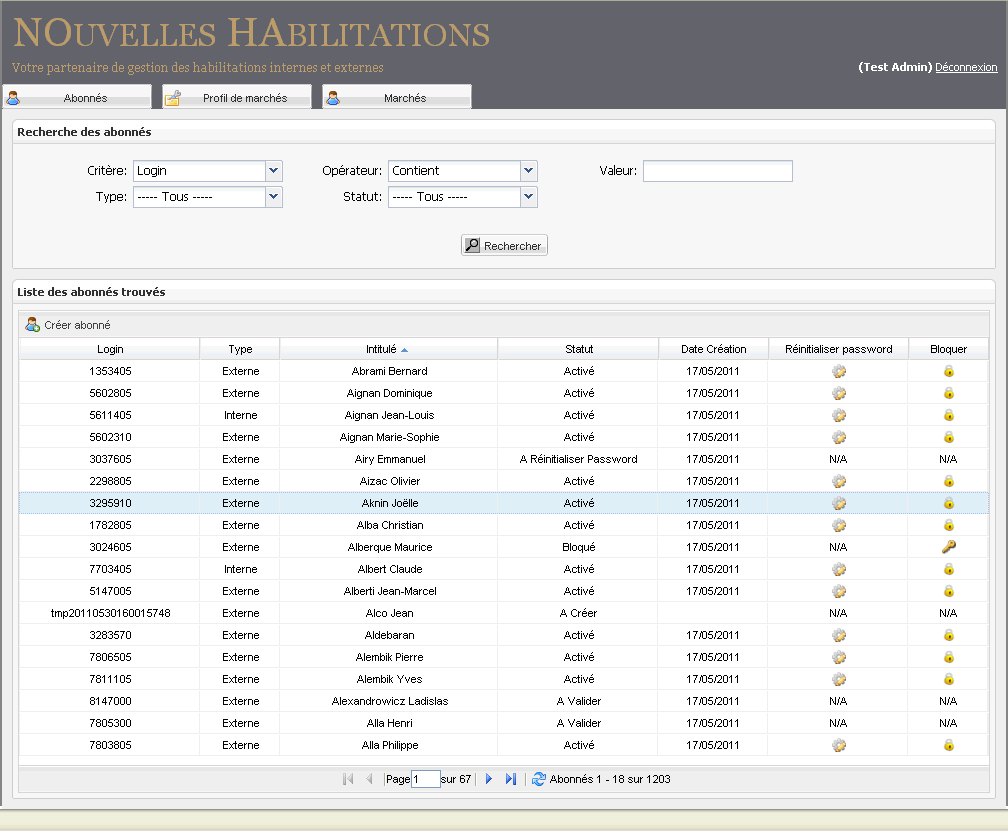 NOUVELLES HABILITATIONS
Votre partenaire de gestion des habilitations internes et externes
(Test Admin) Déconnexion
Abonnés Profil de marchés Marchés
Recherche des abonnés
Critère: Login Opérateur: Contient Valeur:
Type: ----- Tous ----- Statut: ----- Tous -----
Rechercher
Liste des abonnés trouvés
Créer abonné
Login Type Intitulé Statut Date Création Réinitialiser password Bloquer
1353405 Externe Abrami Bernard Activé 17/05/2011
5602805 Externe Aignan Dominique Activé 17/05/2011
5611405 Interne Aignan Jean-Louis Activé 17/05/2011
5602310 Externe Aignan Marie-Sophie Activé 17/05/2011
3037605 Externe Airy Emmanuel A Réinitialiser Password 17/05/2011 N/A N/A
2298805 Externe Aizac Olivier Activé 17/05/2011
3295910 Externe Aknin Joëlle Activé 17/05/2011
1782805 Externe Alba Christian Activé 17/05/2011
3024605 Externe Alberque Maurice Bloqué 17/05/2011 N/A
7703405 Interne Albert Claude Activé 17/05/2011
5147005 Externe Alberti Jean-Marcel Activé 17/05/2011
tmp20110530160015748 Externe Alco Jean A Créer N/A N/A
3283570 Externe Aldebaran Activé 17/05/2011
7806505 Externe Alembik Pierre Activé 17/05/2011
7811105 Externe Alembik Yves Activé 17/05/2011
8147000 Externe Alexandrowicz Ladislas A Valider 17/05/2011 N/A N/A
7805300 Externe Alla Henri A Valider 17/05/2011 N/A N/A
7803805 Externe Alla Philippe Activé 17/05/2011
Page 1 sur 67 Abonnés 1 - 18 sur 1203